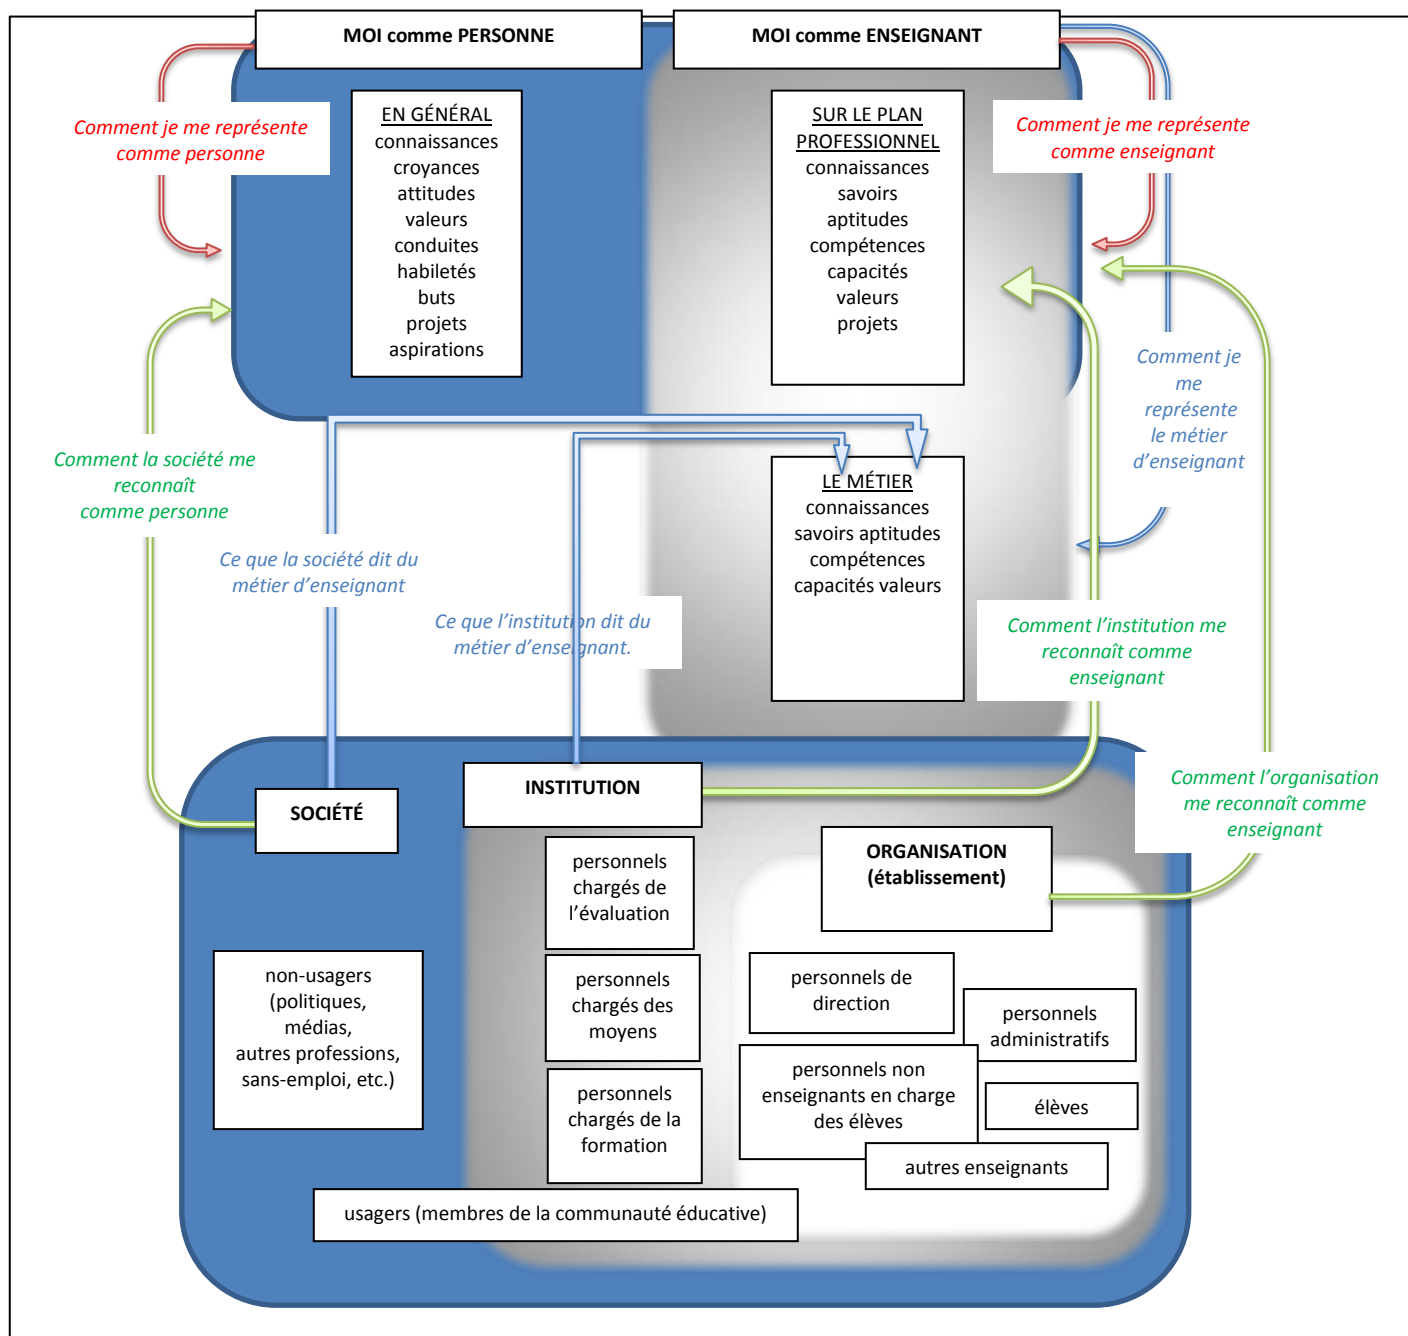 MOI comme PERSONNE
MOI comme ENSEIGNANT
Comment je me représente
comme personne
EN GÉNÉRAL
connaissances
croyances
attitudes
valeurs
conduites
habiletés
buts
projets
aspirations
SUR LE PLAN
PROFESSIONNEL
connaissances
savoirs
aptitudes
compétences
capacités
valeurs
projets
Comment je me représente
comme enseignant
Comment je
me
représente
le métier
d’enseignant
Comment la société me
reconnaît
comme personne
Ce que la société dit du
métier d’enseignant
Ce que l’institution dit du
métier d’enseignant.
LE MÉTIER
connaissances
savoirs aptitudes
compétences
capacités valeurs
Comment l’institution me
reconnaît comme
enseignant
Comment l’organisation
me reconnaît comme
enseignant
SOCIÉTÉ
INSTITUTION
ORGANISATION
(établissement)
non-usagers
(politiques,
médias,
autres professions,
sans-emploi, etc.)
personnels
chargés de
l’évaluation
personnels
chargés des
moyens
personnels
chargés de la
formation
personnels de
direction
personnels
administratifs
personnels non
enseignants en charge
des élèves
élèves
autres enseignants
usagers (membres de la communauté éducative)